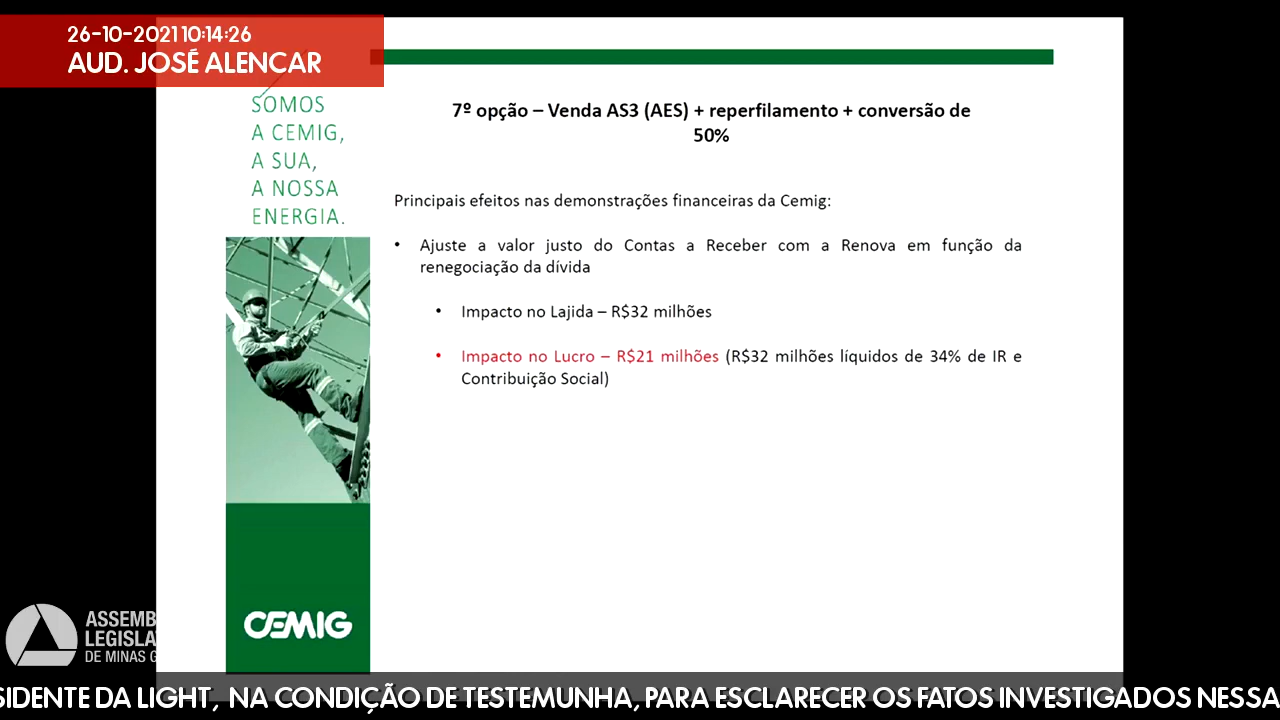 26-10-2021 10:14:26
AUD. JOSÉ ALENCAR
SOMOS
A CEMIG,
A SUA,
A NOSSA
ENERGIA.
7º opção – Venda AS3 (AES) + reperfilamento + conversão de
50%
Principais efeitos nas demonstrações financeiras da Cemig:
• Ajuste a valor justo do Contas a Receber com a Renova em função da
renegociação da dívida
• Impacto no Lajida – R$32 milhões
• Impacto no Lucro – R$21 milhões (R$32 milhões líquidos de 34% de IR e
Contribuição Social)
CEMIG
ASSEMB
LEGISLA
DE MINAS G
SIDENTE DA LIGHT, NA CONDIÇÃO DE TESTEMUNHA, PARA ESCLARECER OS FATOS INVESTIGADOS NESSA